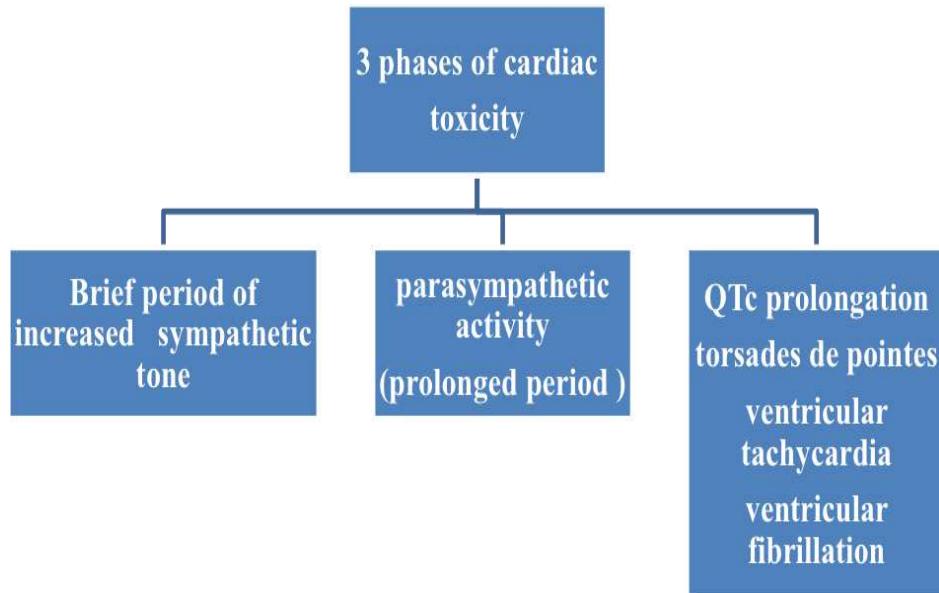 3 phases of cardiac
toxicity
Brief period of
increased sympathetic
tone
parasympathetic
activity
(prolonged period )
QTc prolongation
torsades de pointes
ventricular
tachycardia
ventricular
fibrillation